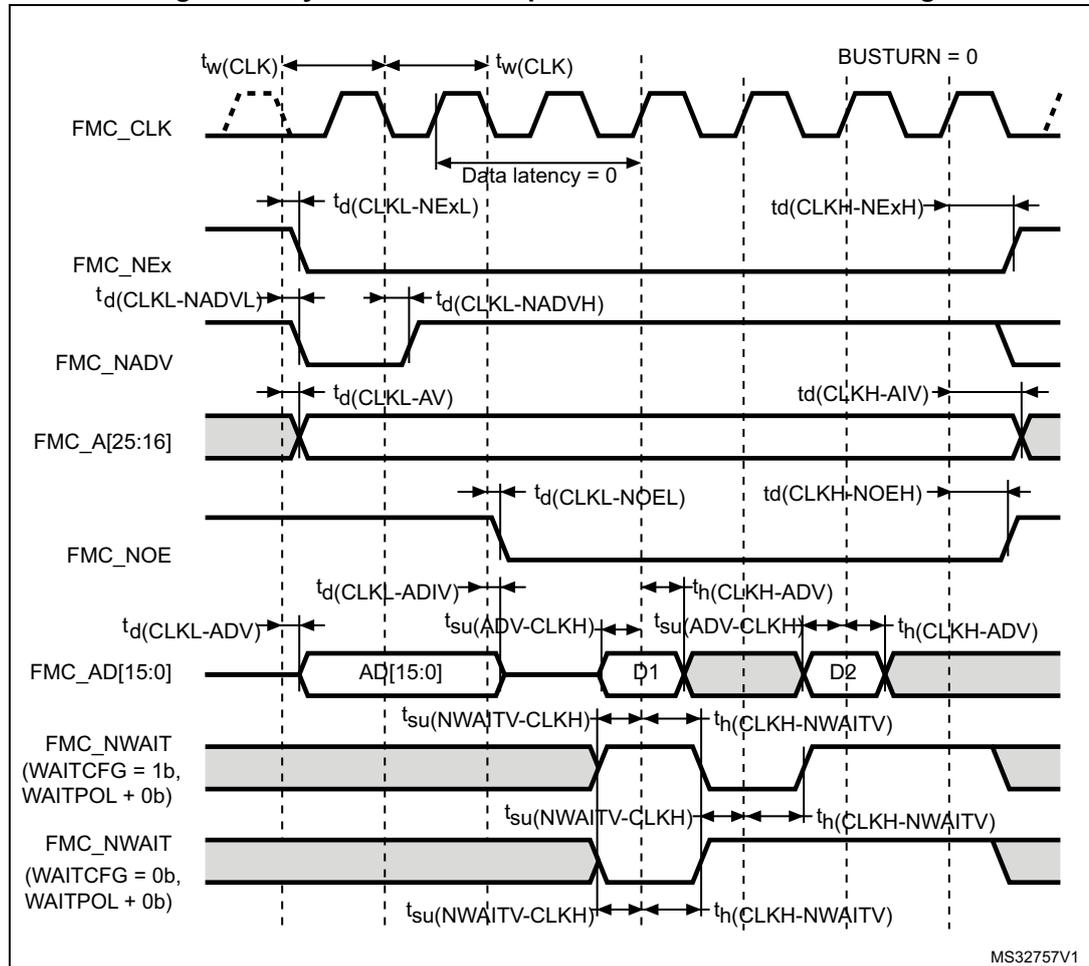 tw(CLK) tw(CLK) BUSTURN = 0
FMC_CLK
Data latency = 0
td(CLKL-NExL) td(CLKH-NExH)
FMC_NEx
td(CLKL-NADVL) td(CLKL-NADVH)
FMC_NADV
td(CLKL-AV) td(CLKH-AIV)
FMC_A[25:16]
td(CLKL-NOEL) td(CLKH-NOEH)
FMC_NOE
td(CLKL-ADIV) th(CLKH-ADV)
td(CLKL-ADV) tsu(ADV-CLKH) tsu(ADV-CLKH) th(CLKH-ADV)
FMC_AD[15:0] AD[15:0] D1 D2
tsu(NWAITV-CLKH) th(CLKH-NWAITV)
FMC_NWAIT
(WAITCFG = 1b,
WAITPOL + 0b)
tsu(NWAITV-CLKH) th(CLKH-NWAITV)
FMC_NWAIT
(WAITCFG = 0b,
WAITPOL + 0b)
tsu(NWAITV-CLKH) th(CLKH-NWAITV)
MS32757V1